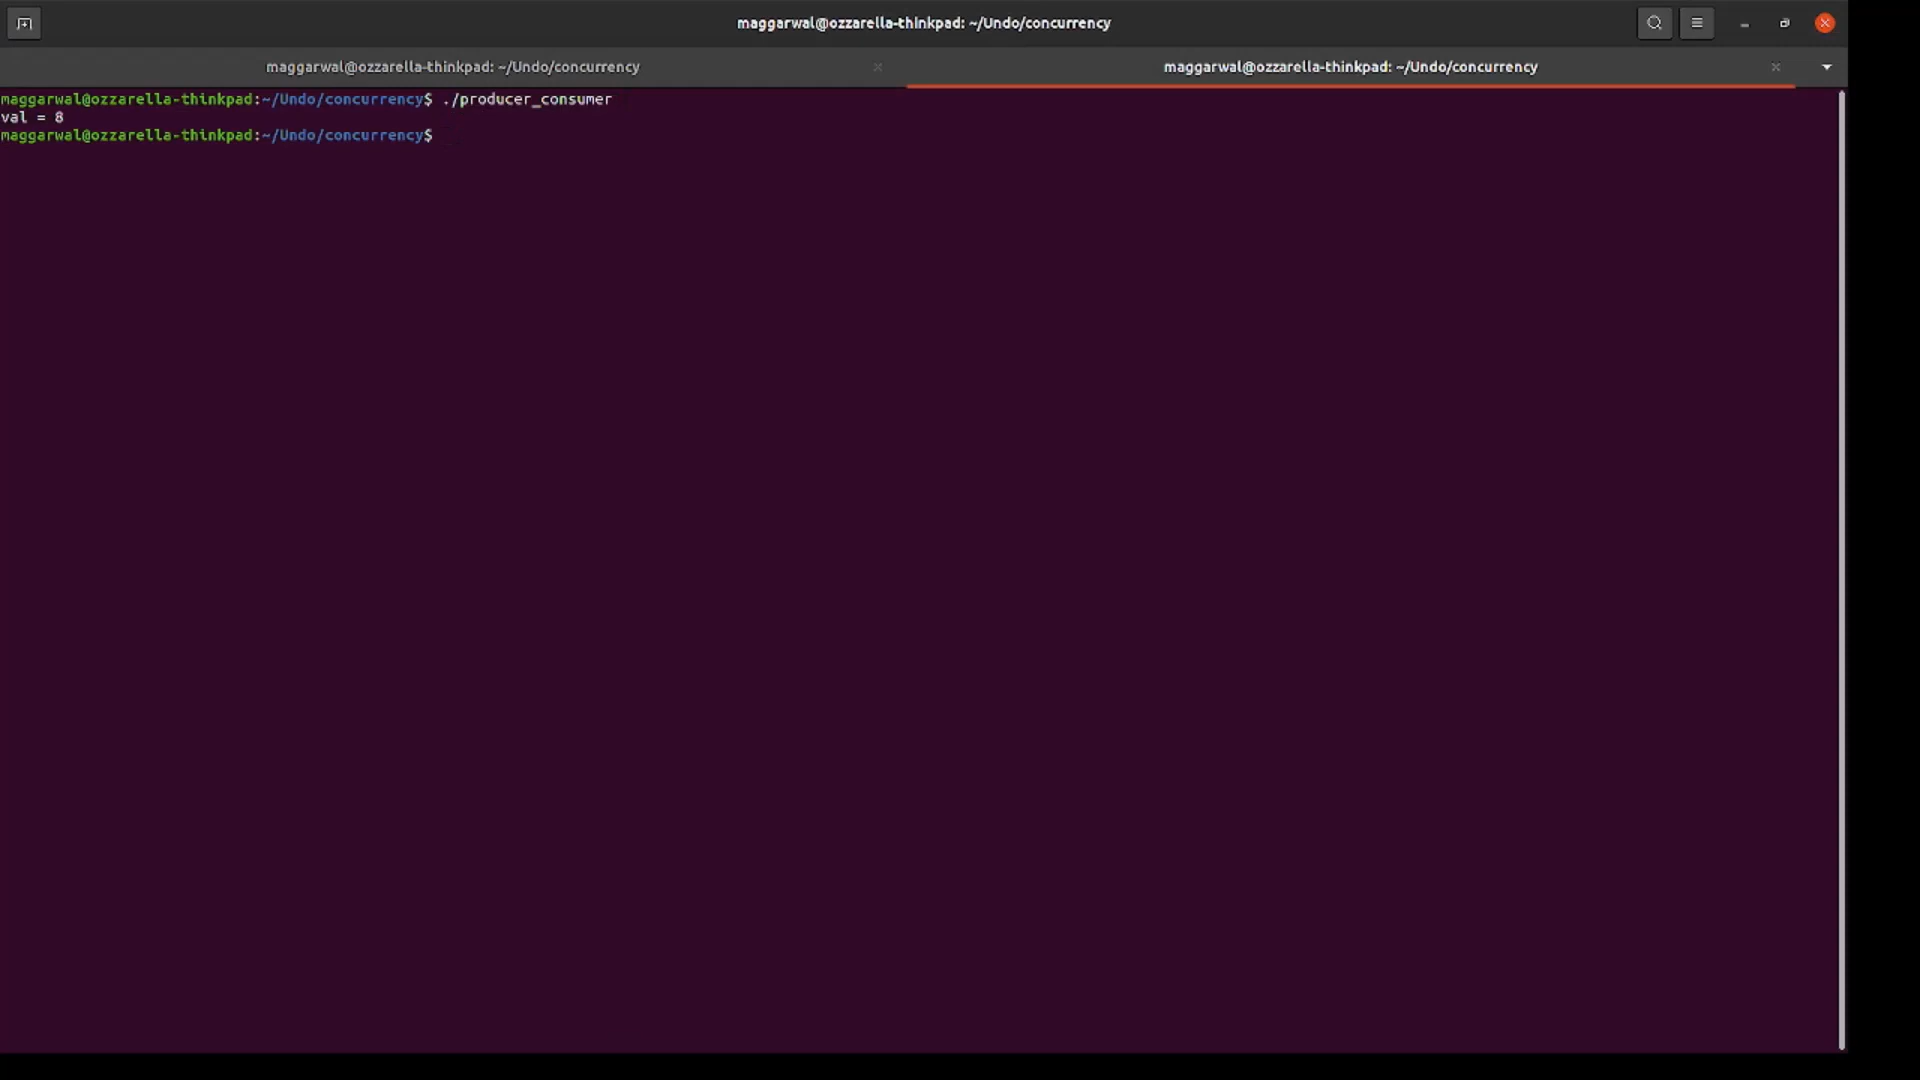 maggarwal@ozzarella-thinkpad: ~/Undo/concurrency
maggarwal@ozzarella-thinkpad: ~/Undo/concurrency
maggarwal@ozzarella-thinkpad: ~/Undo/concurrency
maggarwal@ozzarella-thinkpad:~/Undo/concurrency$ ./producer_consumer
val = 8
maggarwal@ozzarella-thinkpad:~/Undo/concurrency$